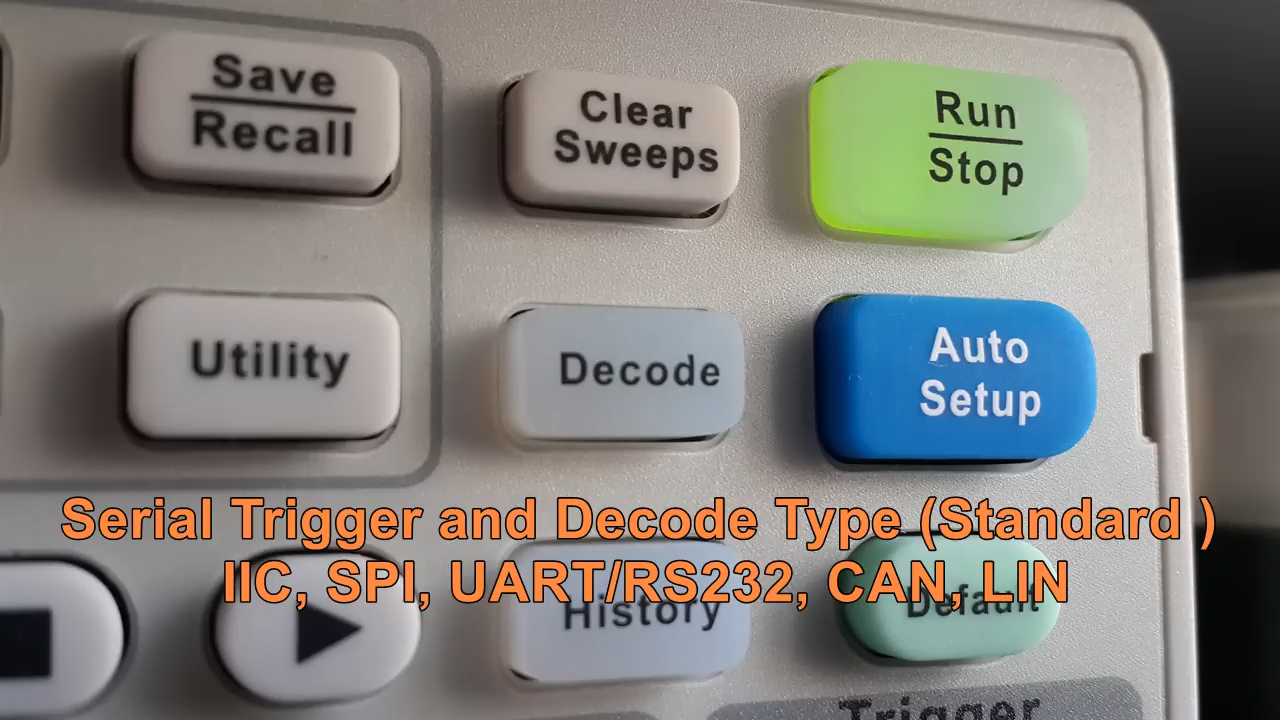 Save
Recall
Clear
Sweeps
Run
Stop
Utility
Decode
Auto
Setup
Serial Trigger and Decode Type (Standard )
IIC, SPI, UART/RS232, CAN, LIN
History
Default
Trigger